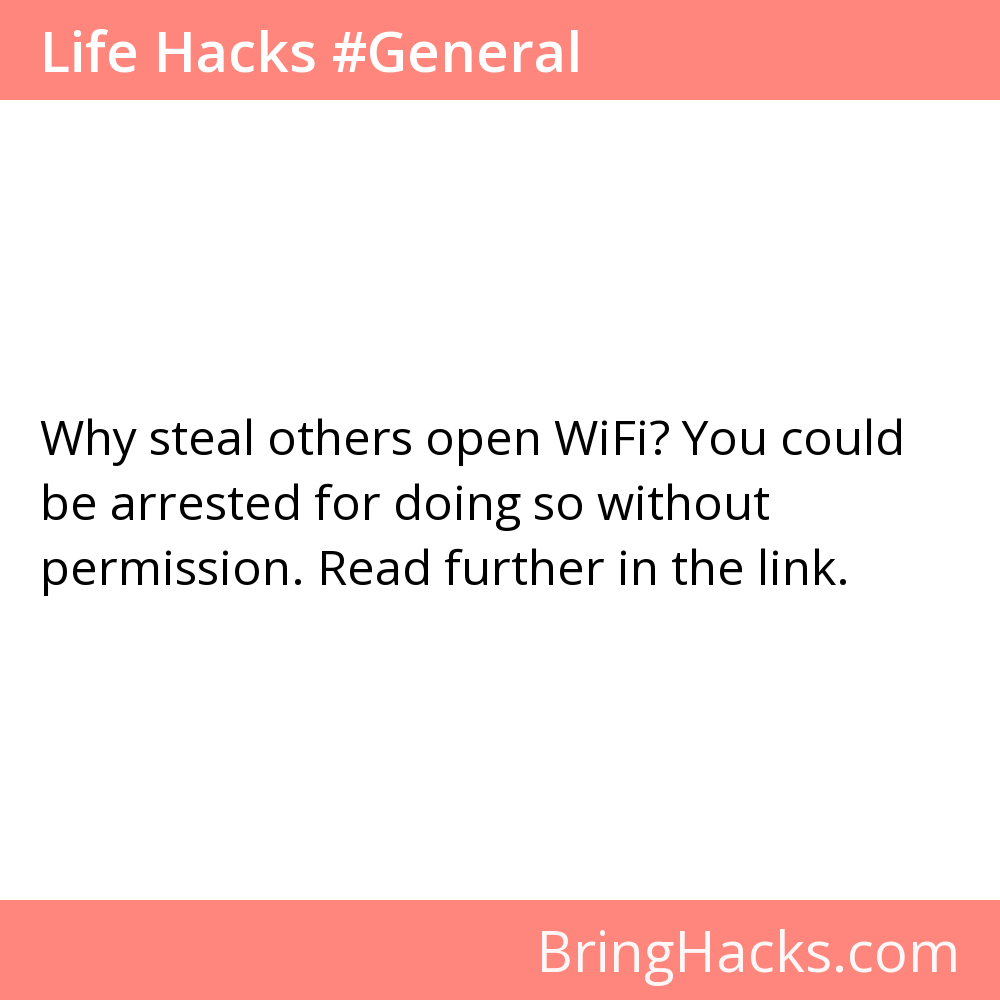 Life Hacks #General
Why steal others open WiFi? You could
be arrested for doing so without
permission. Read further in the link.
BringHacks.com